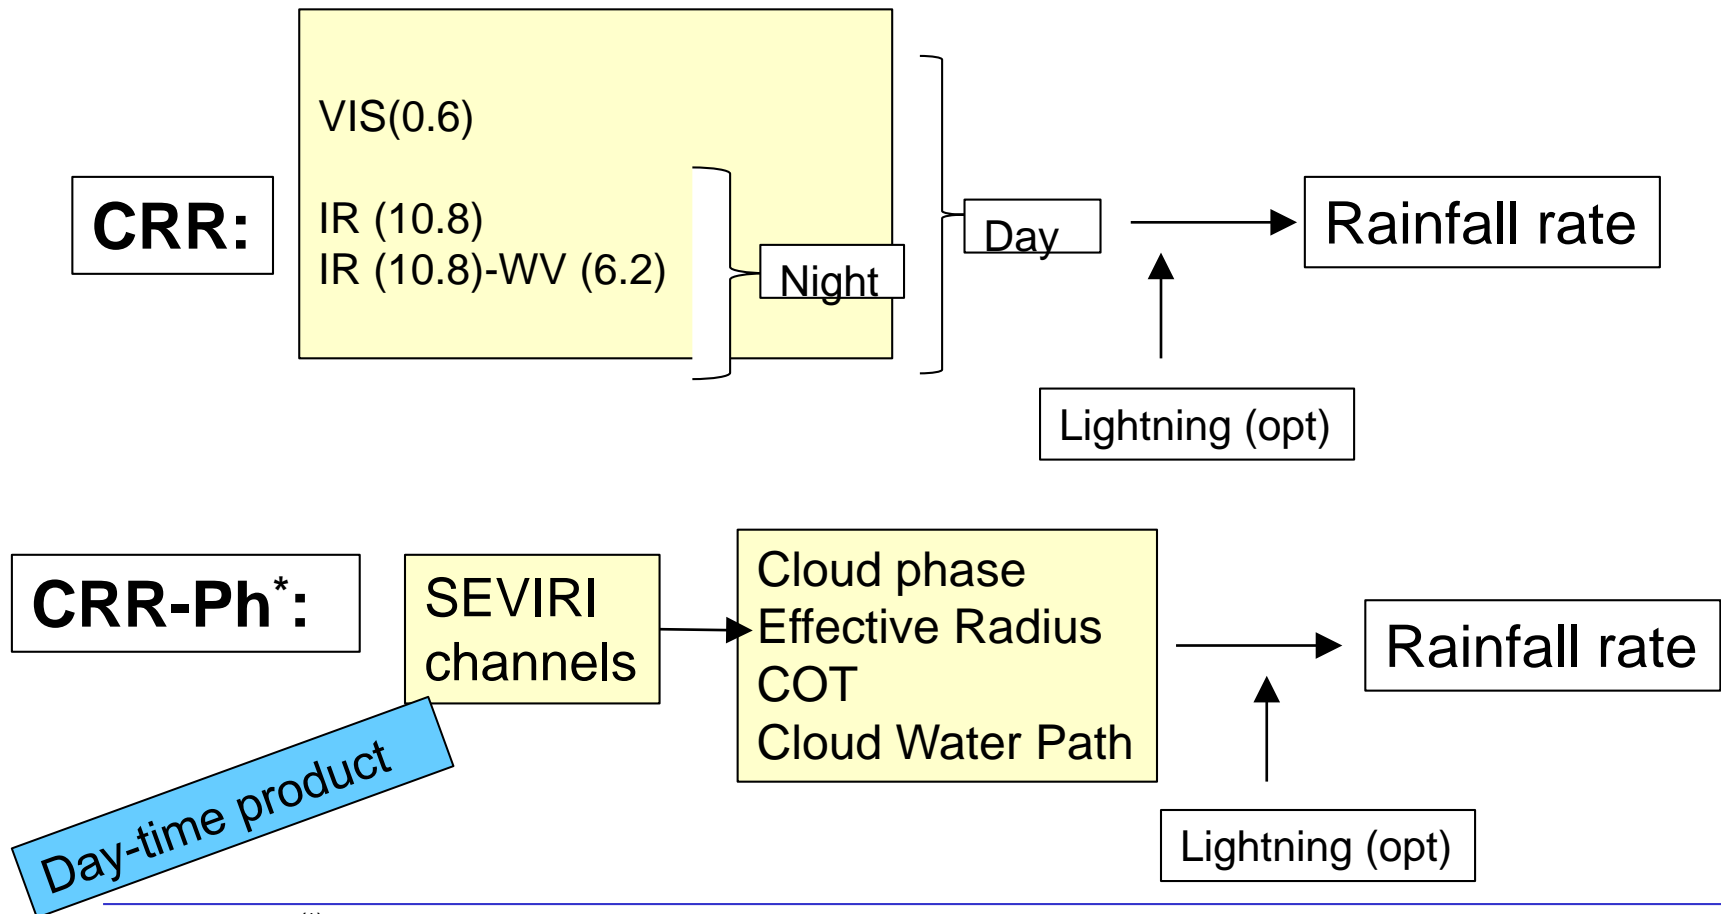 VIS(0.6)
CRR:
IR (10.8)
IR (10.8)-WV (6.2)
Night
Day
Rainfall rate
Lightning (opt)
CRR-Ph*:
SEVIRI
channels
Cloud phase
Effective Radius
COT
Cloud Water Path
Rainfall rate
Day-time product
Lightning (opt)